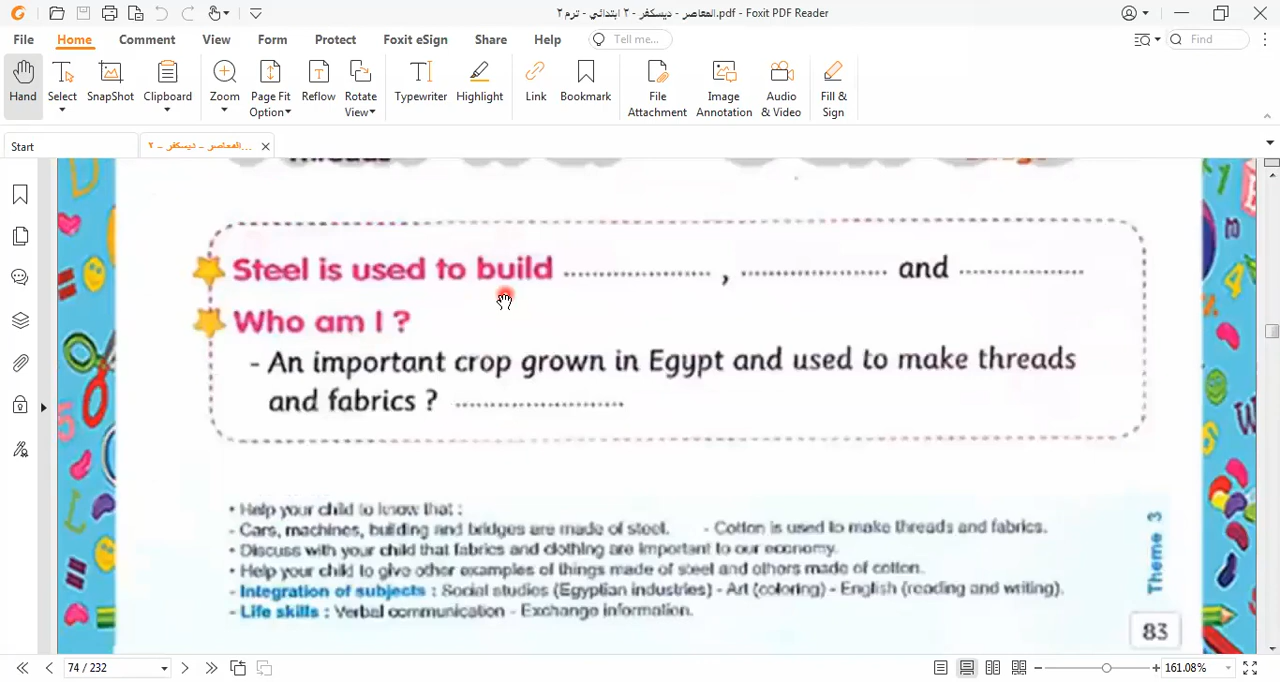 المعاصر - ديسكفر - ٢ ابتدائي - ترم٢.pdf - Foxit PDF Reader
File Home Comment View Form Protect Foxit eSign Share Help Tell me... Find
Hand Select SnapShot Clipboard Zoom Page Fit Option Reflow Rotate View Typewriter Highlight Link Bookmark File Attachment Image Annotation Audio & Video Fill & Sign
Start المعاصر - ديسكفر - ٢...
Threads
Steel is used to build .................... , .................... and ..................
Who am I ?
- An important crop grown in Egypt and used to make threads
and fabrics ? .......................
• Help your child to know that :
- Cars, machines, building and bridges are made of steel. - Cotton is used to make threads and fabrics.
• Discuss with your child that fabrics and clothing are important to our economy.
• Help your child to give other examples of things made of steel and others made of cotton.
- Integration of subjects : Social studies (Egyptian industries) - Art (coloring) - English (reading and writing).
- Life skills : Verbal communication - Exchange information.
Theme 3
83
74 / 232 161.08%